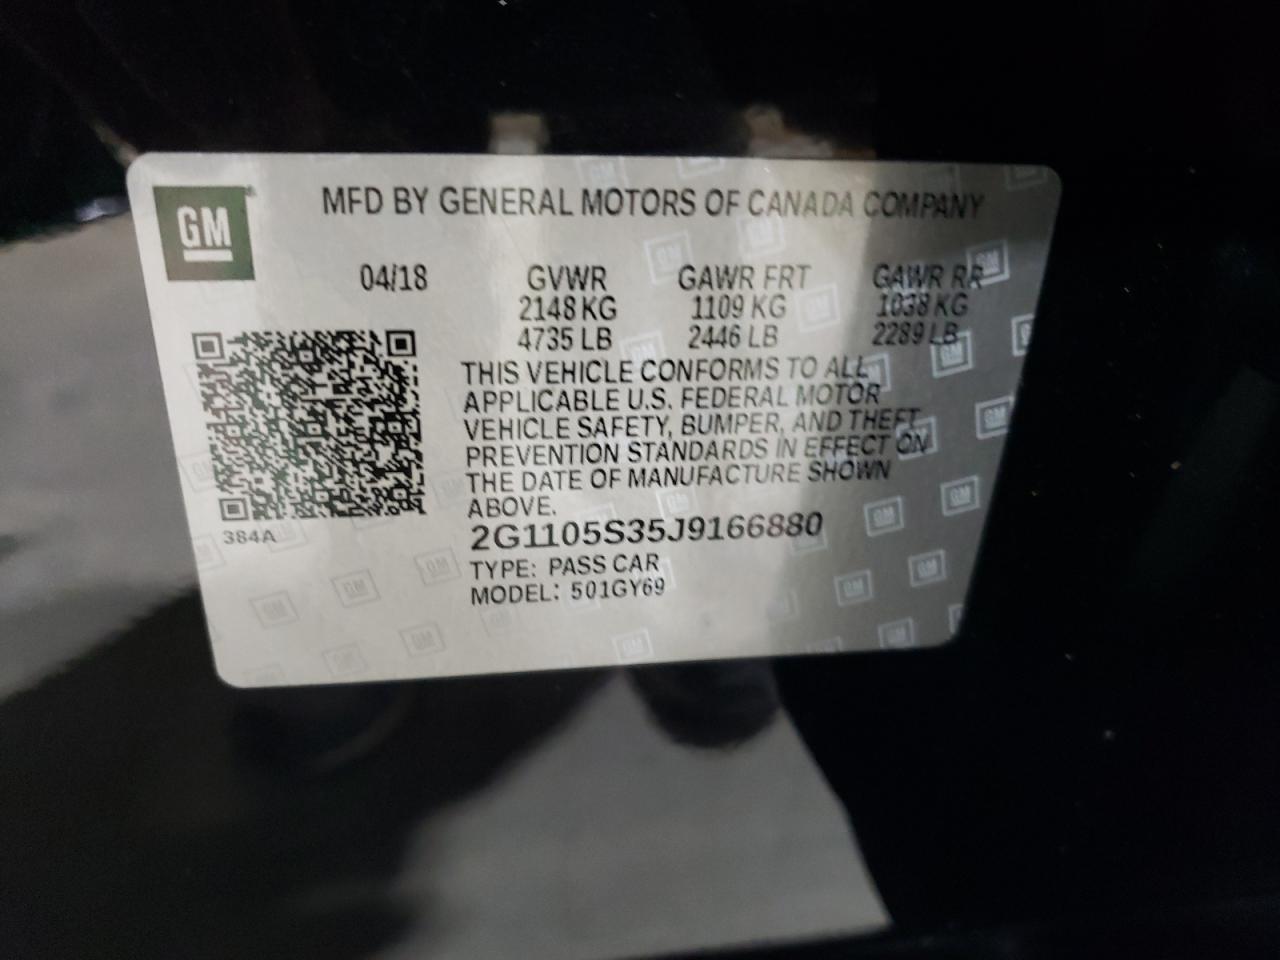 GM
MFD BY GENERAL MOTORS OF CANADA COMPANY
04/18 GVWR GAWR FRT GAWR RR
2148 KG 1109 KG 1038 KG
4735 LB 2446 LB 2289 LB
THIS VEHICLE CONFORMS TO ALL
APPLICABLE U.S. FEDERAL MOTOR
VEHICLE SAFETY, BUMPER, AND THEFT
PREVENTION STANDARDS IN EFFECT ON
THE DATE OF MANUFACTURE SHOWN
ABOVE.
384A
2G1105S35J9166880
TYPE: PASS CAR
MODEL: 501GY69